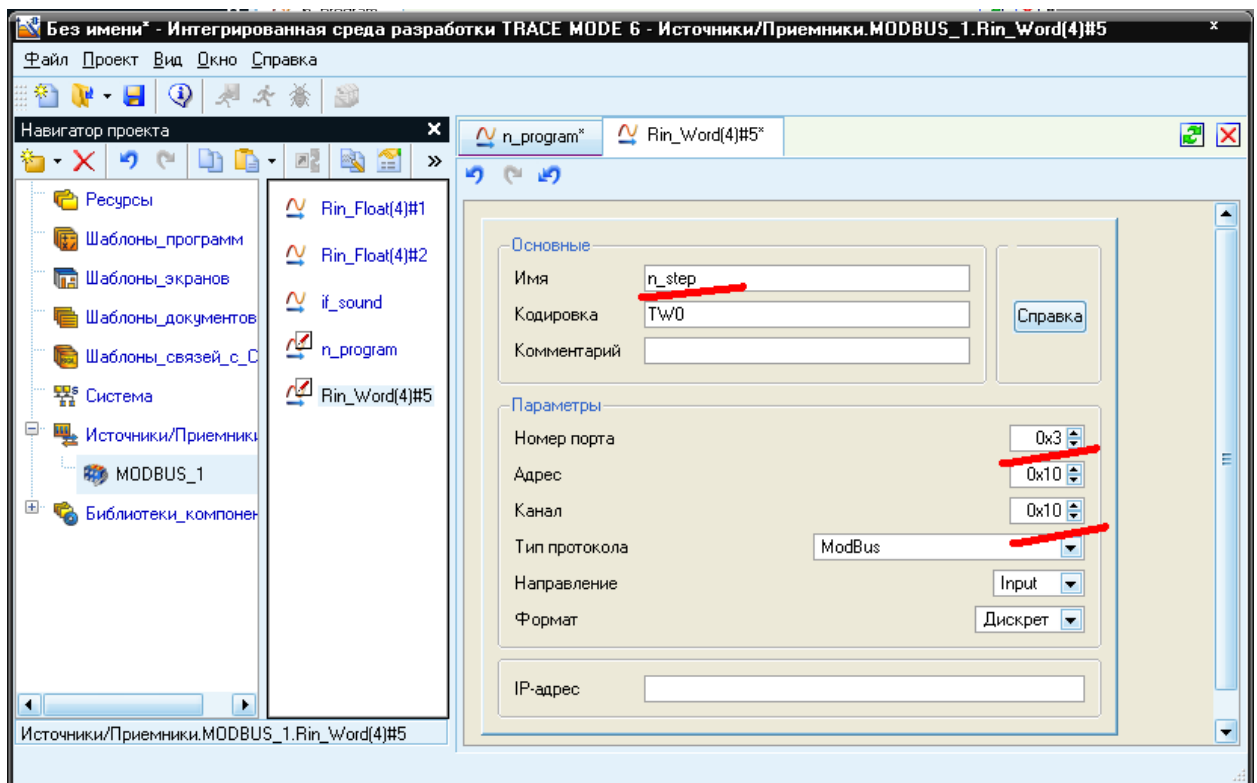 Без имени* - Интегрированная среда разработки TRACE MODE 6 - Источники/Приемники.MODBUS_1.Rin_Word(4)#5 x
Файл Проект Вид Окно Справка
Навигатор проекта
n_program* Rin_Word(4)#5*
Ресурсы
Шаблоны_программ
Шаблоны_экранов
Шаблоны_документов
Шаблоны_связей_с_С
Система
Источники/Приемники
MODBUS_1
Библиотеки_компонен
Rin_Float(4)#1
Rin_Float(4)#2
if_sound
n_program
Rin_Word(4)#5
Основные
Имя n_step
Кодировка TW0
Комментарий
Справка
Параметры
Номер порта 0x3
Адрес 0x10
Канал 0x10
Тип протокола ModBus
Направление Input
Формат Дискрет
IP-адрес
Источники/Приемники.MODBUS_1.Rin_Word(4)#5